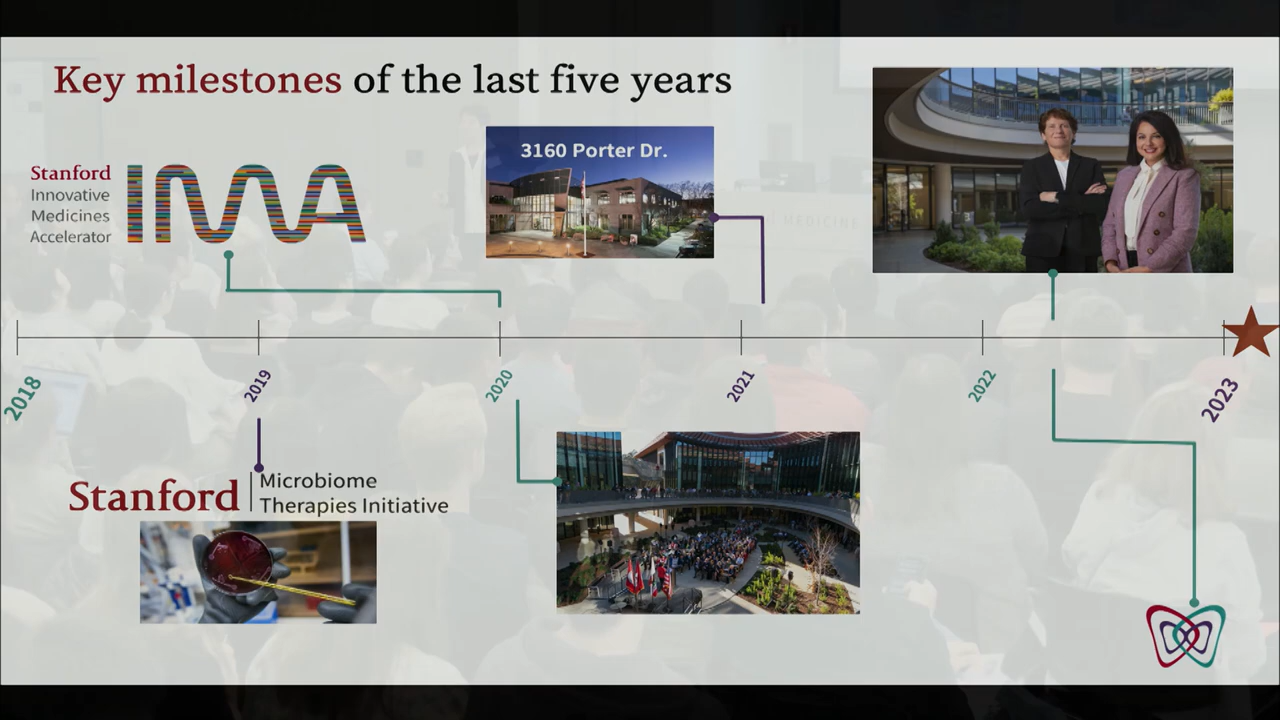 Key milestones of the last five years
Stanford
Innovative
Medicines
Accelerator
IMA
3160 Porter Dr.
2018
2019
2020
2021
2022
2023
Stanford
Microbiome
Therapies Initiative
MEDICINE